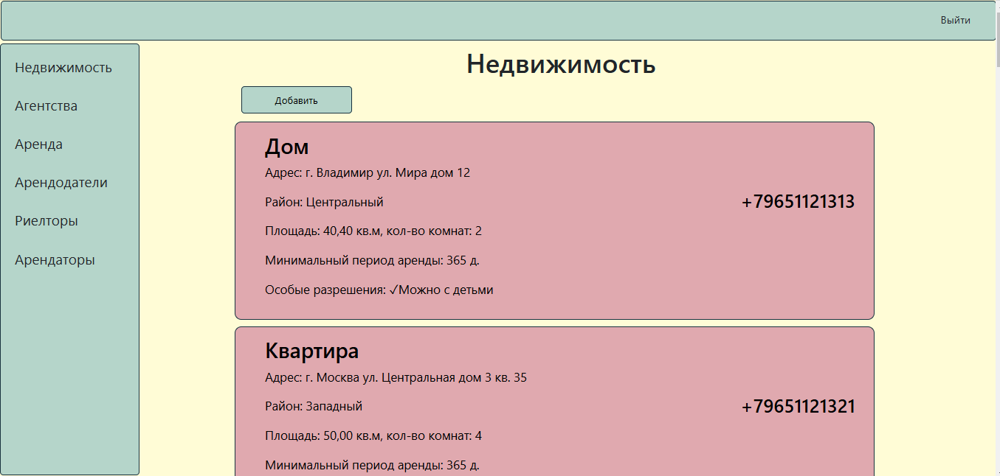 Выйти
Недвижимость
Агентства
Аренда
Арендодатели
Риелторы
Арендаторы
Недвижимость
Добавить
Дом
Адрес: г. Владимир ул. Мира дом 12
Район: Центральный
+79651121313
Площадь: 40,40 кв.м, кол-во комнат: 2
Минимальный период аренды: 365 д.
Особые разрешения: ✓Можно с детьми
Квартира
Адрес: г. Москва ул. Центральная дом 3 кв. 35
Район: Западный
+79651121321
Площадь: 50,00 кв.м, кол-во комнат: 4
Минимальный период аренды: 365 д.